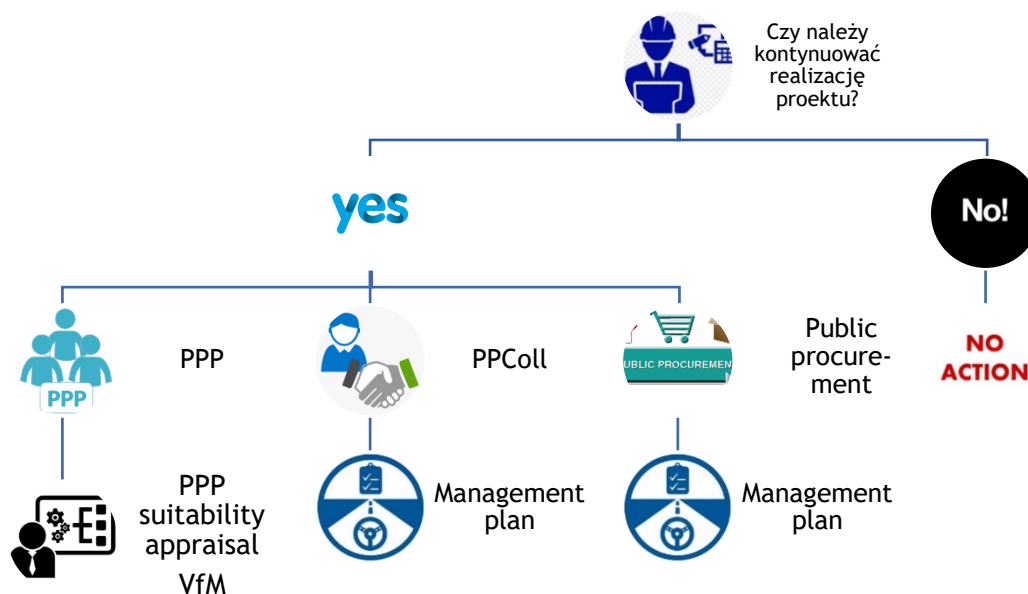 Czy należy
kontynuować
realizację
proektu?
yes
No!
PPP
PPP
PPColl
UBLIC PROCUREMEN
Public
procure-
ment
NO
ACTION
PPP
suitability
appraisal
VfM
Management
plan
Management
plan